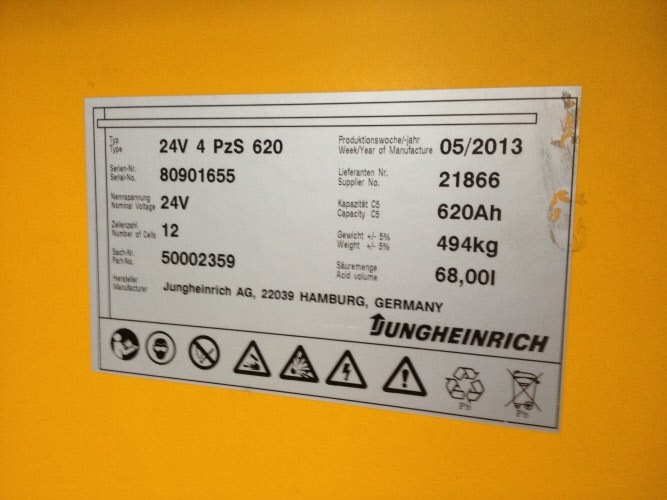 Typ
Type
24V 4 PzS 620
Produktionswoche/-jahr
Week/Year of Manufacture
05/2013
Serien-Nr.
Serial-No.
80901655
Lieferanten Nr.
Supplier No.
21866
Nennspannung
Nominal Voltage
24V
Kapazität C5
Capacity C5
620Ah
Zellenzahl
Number of Cells
12
Gewicht +/- 5%
Weight +/- 5%
494kg
Sach-Nr.
Part-No.
50002359
Säuremenge
Acid volume
68,00l
Hersteller
Manufacturer
Jungheinrich AG, 22039 HAMBURG, GERMANY
JUNGHEINRICH
Pb
Pb